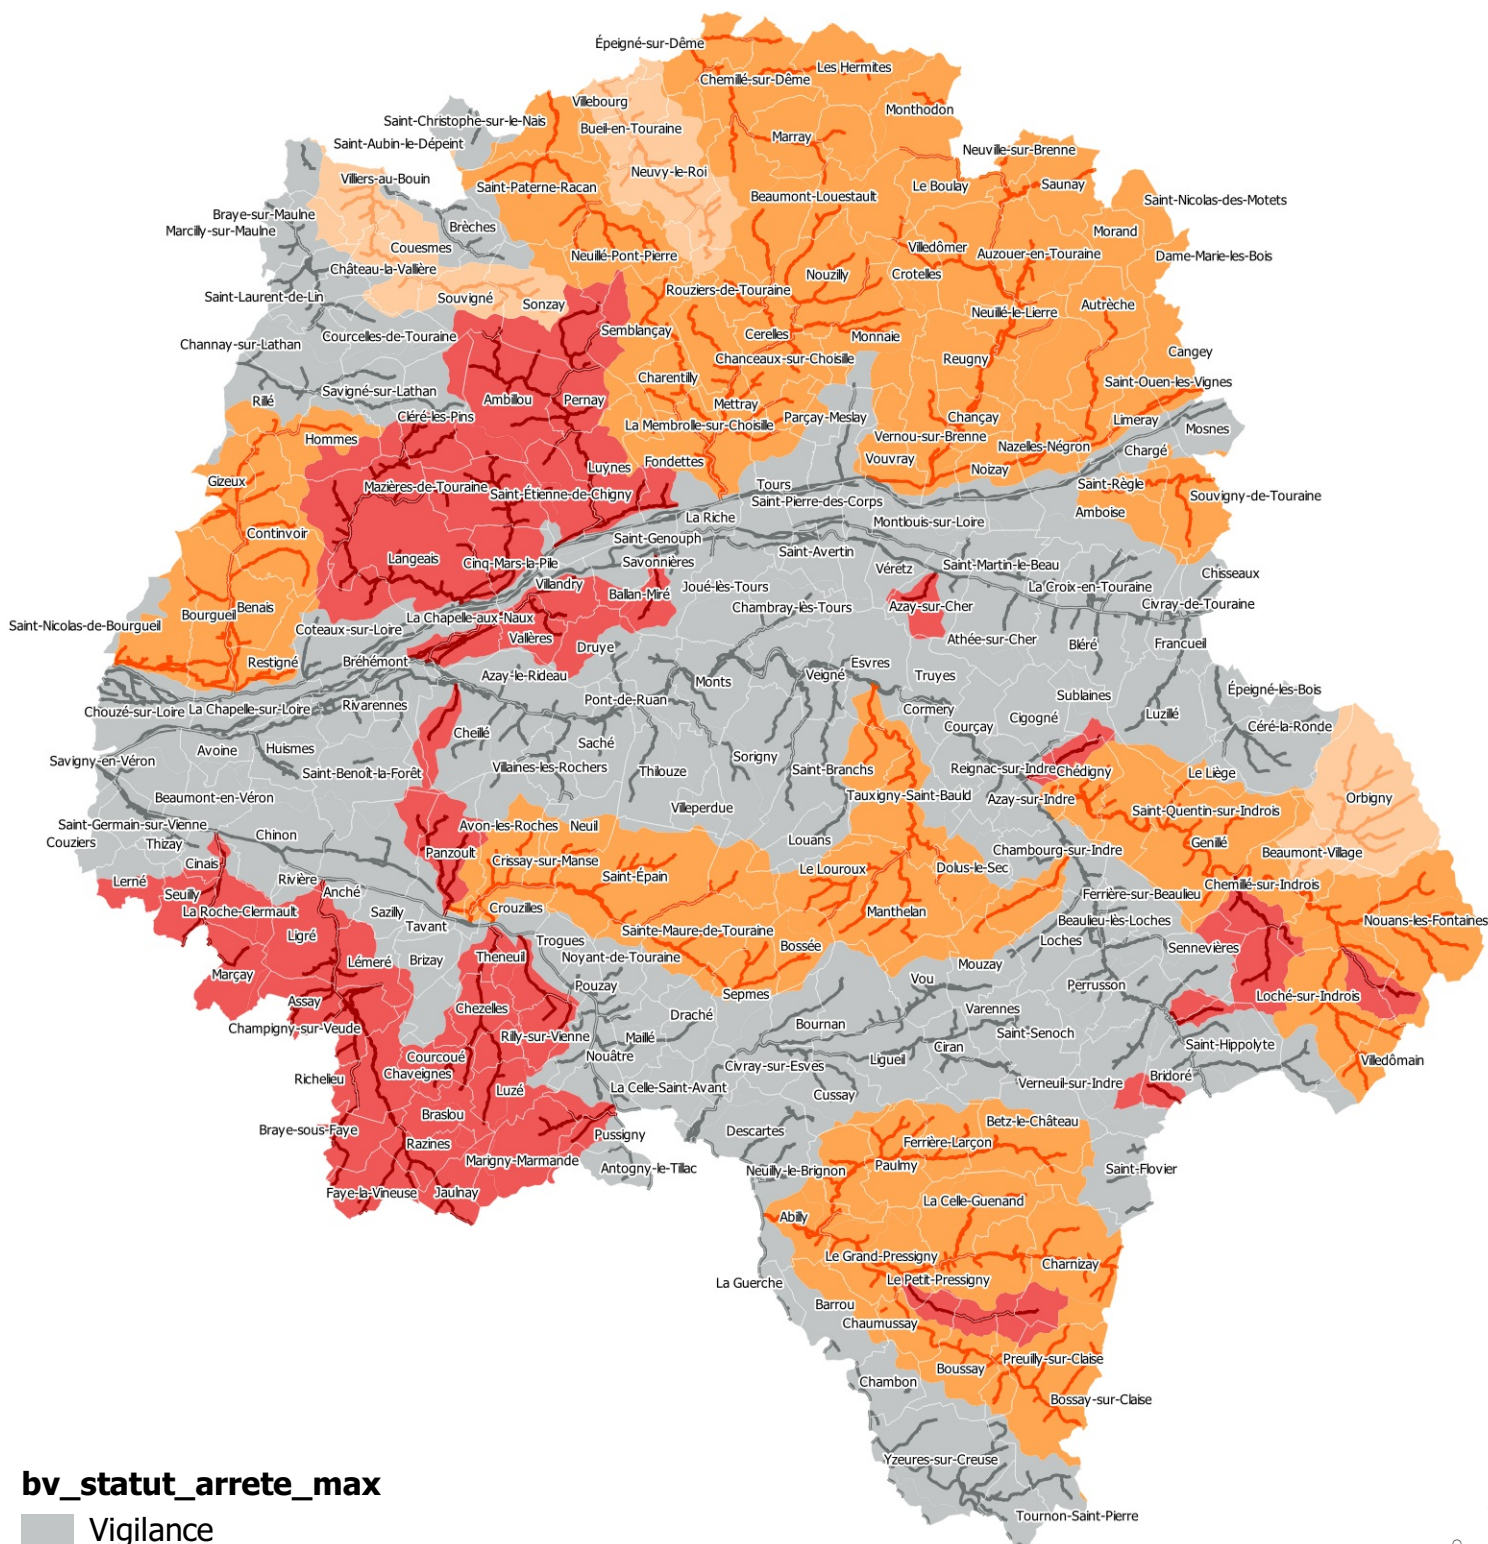 Épeigné-sur-Dême
Les Hermites
Chemillé-sur-Dême
Villebourg
Monthodon
Saint-Christophe-sur-le-Nais
Bueil-en-Touraine
Marray
Saint-Aubin-le-Dépeint
Neuville-sur-Brenne
Neuvy-le-Roi
Villiers-au-Bouin
Saint-Paterne-Racan
Le Boulay
Saunay
Beaumont-Louestault
Saint-Nicolas-des-Motets
Braye-sur-Maulne
Brèches
Marcilly-sur-Maulne
Morand
Couesmes
Villedômer
Auzouer-en-Touraine
Neuillé-Pont-Pierre
Dame-Marie-les-Bois
Château-la-Vallière
Nouzilly
Crotelles
Rouziers-de-Touraine
Saint-Laurent-de-Lin
Souvigné
Sonzay
Autrèche
Neuillé-le-Lierre
Semblançay
Cerelles
Monnaie
Courcelles-de-Touraine
Channay-sur-Lathan
Cangey
Chanceaux-sur-Choisille
Reugny
Charentilly
Saint-Ouen-les-Vignes
Savigné-sur-Lathan
Rillé
Ambillou
Pernay
Mettray
Cléré-les-Pins
Parçay-Meslay
Chançay
Limeray
La Membrolle-sur-Choisille
Mosnes
Hommes
Vernou-sur-Brenne
Nazelles-Négron
Chargé
Luynes
Fondettes
Vouvray
Noizay
Gizeux
Mazières-de-Touraine
Saint-Étienne-de-Chigny
Tours
Saint-Règle
Souvigny-de-Touraine
Saint-Pierre-des-Corps
Amboise
La Riche
Montlouis-sur-Loire
Continvoir
Saint-Genouph
Saint-Avertin
Langeais
Cinq-Mars-la-Pile
Savonnières
Véretz
Saint-Martin-le-Beau
Chisseaux
Villandry
Ballan-Miré
Joué-lès-Tours
La Croix-en-Touraine
Benais
Bourgueil
Chambray-lès-Tours
Azay-sur-Cher
Civray-de-Touraine
Saint-Nicolas-de-Bourgueil
La Chapelle-aux-Naux
Coteaux-sur-Loire
Vallères
Druye
Athée-sur-Cher
Bléré
Francueil
Restigné
Bréhémont
Azay-le-Rideau
Esvres
Monts
Veigné
Truyes
Épeigné-les-Bois
Sublaines
Pont-de-Ruan
Chouzé-sur-Loire
La Chapelle-sur-Loire
Rivarennes
Cormery
Cigogné
Luzillé
Céré-la-Ronde
Cheillé
Courçay
Saché
Avoine
Huismes
Sorigny
Savigny-en-Véron
Saint-Benoît-la-Forêt
Villaines-les-Rochers
Thilouze
Saint-Branchs
Reignac-sur-Indre
Chédigny
Le Liège
Beaumont-en-Véron
Tauxigny-Saint-Bauld
Azay-sur-Indre
Orbigny
Villeperdue
Saint-Quentin-sur-Indrois
Saint-Germain-sur-Vienne
Avon-les-Roches
Neuil
Couziers
Thizay
Chinon
Louans
Genillé
Panzoult
Crissay-sur-Manse
Chambourg-sur-Indre
Beaumont-Village
Cinais
Le Louroux
Dolus-le-Sec
Saint-Épain
Lerné
Rivière
Chemillé-sur-Indrois
Seuilly
Anché
Ferrière-sur-Beaulieu
La Roche-Clermault
Sazilly
Crouzilles
Manthelan
Beaulieu-lès-Loches
Nouans-les-Fontaines
Tavant
Ligré
Sainte-Maure-de-Touraine
Trogues
Bossée
Loches
Sennevières
Lémeré
Brizay
Theneuil
Noyant-de-Touraine
Mouzay
Marçay
Vou
Pouzay
Perrusson
Sepmes
Loché-sur-Indrois
Assay
Chezelles
Draché
Varennes
Champigny-sur-Veude
Bournan
Rilly-sur-Vienne
Maillé
Saint-Senoch
Saint-Hippolyte
Courcoué
Nouâtre
Ligueil
Ciran
Villedômain
Civray-sur-Esves
Chaveignes
Richelieu
Bridoré
Luzé
La Celle-Saint-Avant
Verneuil-sur-Indre
Cussay
Braslou
Betz-le-Château
Braye-sous-Faye
Razines
Pussigny
Descartes
Ferrière-Larçon
Marigny-Marmande
Antogny-le-Tillac
Neuilly-le-Brignon
Paulmy
Saint-Flovier
Faye-la-Vineuse
Jaulnay
La Celle-Guenand
Abilly
Le Grand-Pressigny
Charnizay
La Guerche
Le Petit-Pressigny
Barrou
Chaumussay
Preuilly-sur-Claise
Boussay
Chambon
Bossay-sur-Claise
Yzeures-sur-Creuse
Tournon-Saint-Pierre
bv_statut_arrete_max
Vigilance